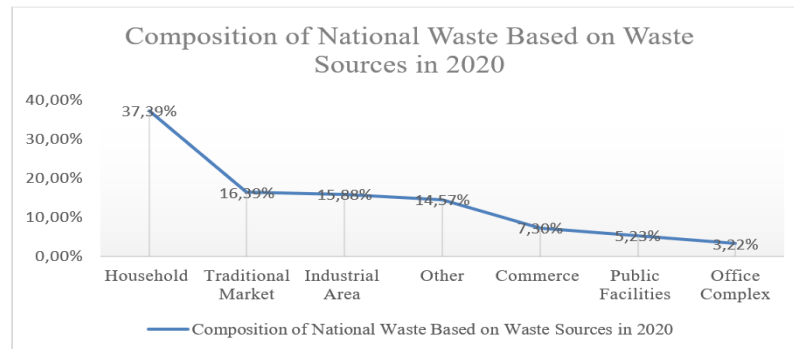 Composition of National Waste Based on Waste
Sources in 2020
40,00%
30,00%
20,00%
10,00%
0,00%
37,39%
16,39%
15,88%
14,57%
7,30%
5,23%
3,22%
Household
Traditional
Market
Industrial
Area
Other
Commerce
Public
Facilities
Office
Complex
Composition of National Waste Based on Waste Sources in 2020